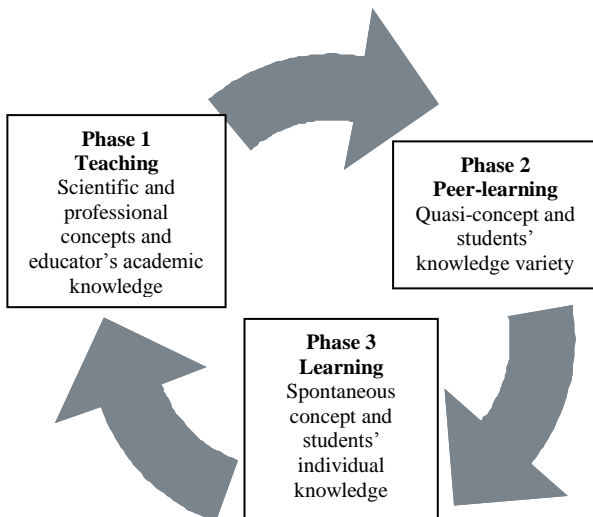 Phase 1
Teaching
Scientific and
professional
concepts and
educator's academic
knowledge
Phase 2
Peer-learning
Quasi-concept and
students'
knowledge variety
Phase 3
Learning
Spontaneous
concept and
students'
individual
knowledge